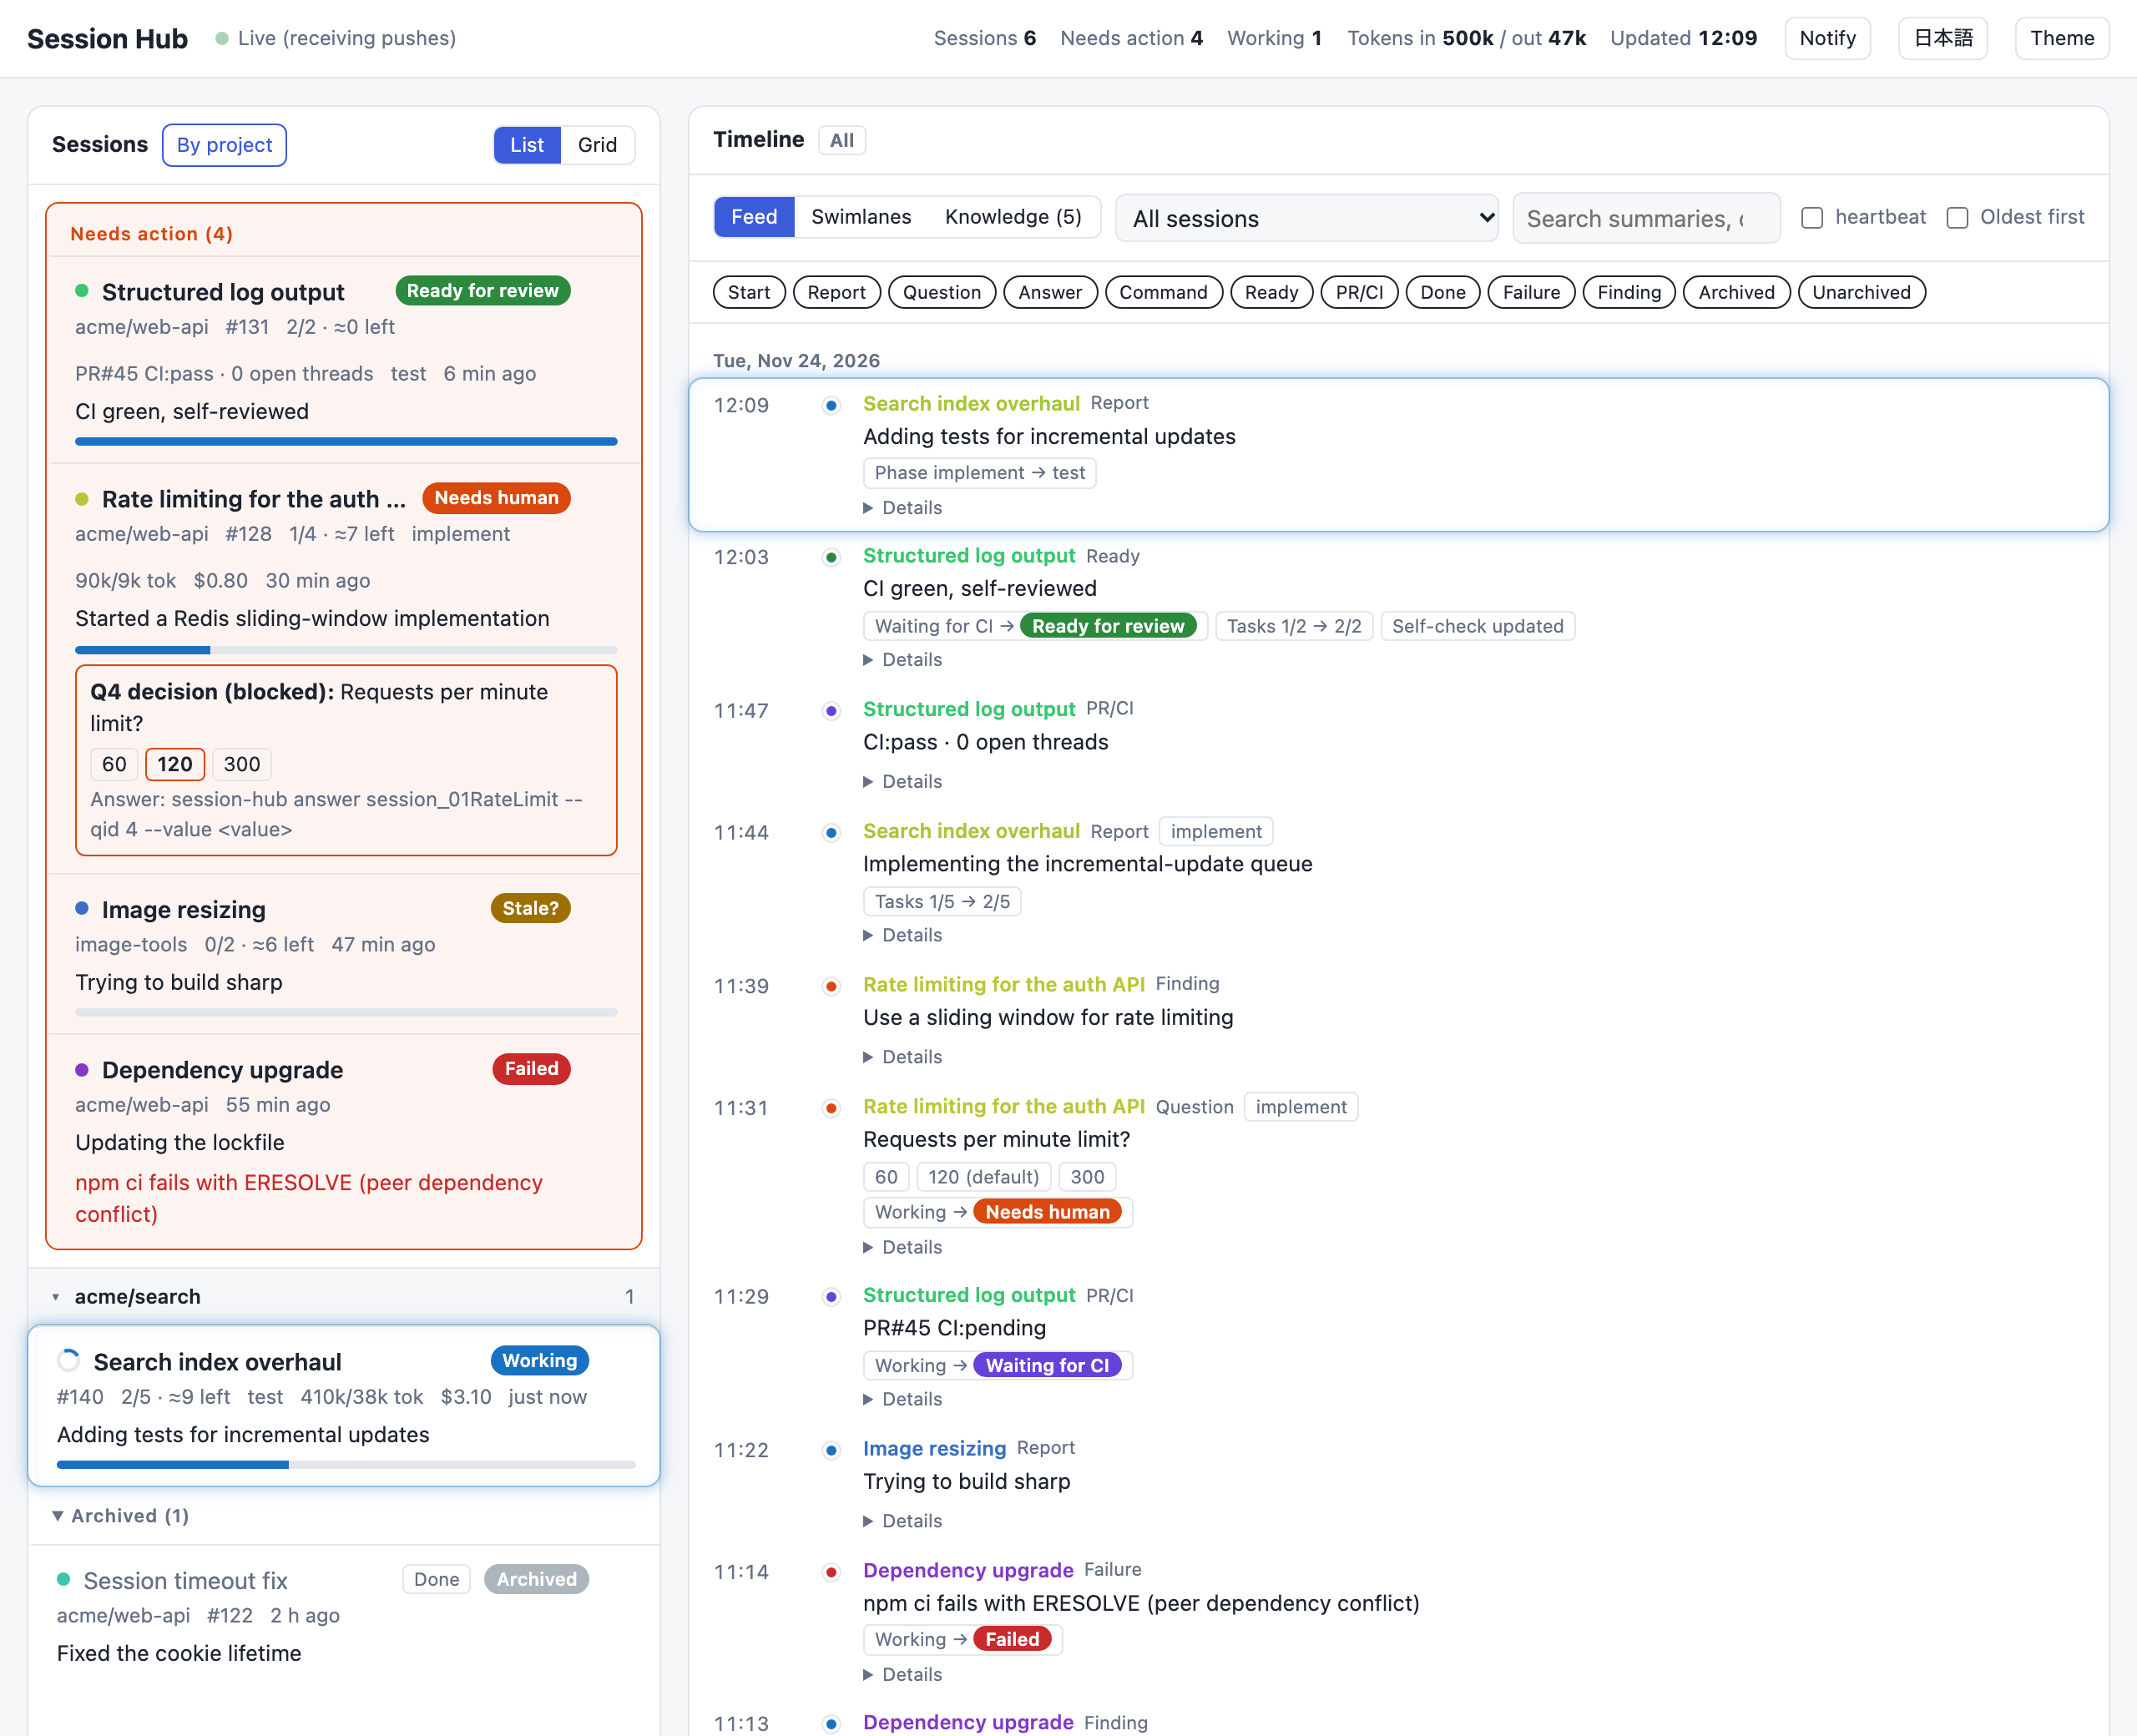 Session Hub
Live (receiving pushes)
Sessions 6
Needs action 4
Working 1
Tokens in 500k / out 47k
Updated 12:09
Notify
日本語
Theme
Sessions
By project
List
Grid
Needs action (4)
Structured log output
Ready for review
acme/web-api #131 2/2 · ≈0 left
PR#45 CI:pass · 0 open threads test 6 min ago
CI green, self-reviewed
Rate limiting for the auth ...
Needs human
acme/web-api #128 1/4 · ≈7 left implement
90k/9k tok $0.80 30 min ago
Started a Redis sliding-window implementation
Q4 decision (blocked): Requests per minute
limit?
60 120 300
Answer: session-hub answer session_01RateLimit --
qid 4 --value <value>
Image resizing
Stale?
image-tools 0/2 · ≈6 left 47 min ago
Trying to build sharp
Dependency upgrade
Failed
acme/web-api 55 min ago
Updating the lockfile
npm ci fails with ERESOLVE (peer dependency
conflict)
▾ acme/search 1
Search index overhaul
Working
#140 2/5 · ≈9 left test 410k/38k tok $3.10 just now
Adding tests for incremental updates
▼ Archived (1)
Session timeout fix
Done
Archived
acme/web-api #122 2 h ago
Fixed the cookie lifetime
Timeline
All
Feed
Swimlanes
Knowledge (5)
All sessions
Search summaries, c
heartbeat
Oldest first
Start Report Question Answer Command Ready PR/CI Done Failure Finding Archived Unarchived
Tue, Nov 24, 2026
12:09 Search index overhaul Report
Adding tests for incremental updates
Phase implement → test
▶ Details
12:03 Structured log output Ready
CI green, self-reviewed
Waiting for CI → Ready for review Tasks 1/2 → 2/2 Self-check updated
▶ Details
11:47 Structured log output PR/CI
CI:pass · 0 open threads
▶ Details
11:44 Search index overhaul Report implement
Implementing the incremental-update queue
Tasks 1/5 → 2/5
▶ Details
11:39 Rate limiting for the auth API Finding
Use a sliding window for rate limiting
▶ Details
11:31 Rate limiting for the auth API Question implement
Requests per minute limit?
60 120 (default) 300
Working → Needs human
▶ Details
11:29 Structured log output PR/CI
PR#45 CI:pending
Working → Waiting for CI
▶ Details
11:22 Image resizing Report
Trying to build sharp
▶ Details
11:14 Dependency upgrade Failure
npm ci fails with ERESOLVE (peer dependency conflict)
Working → Failed
▶ Details
11:13 Dependency upgrade Finding